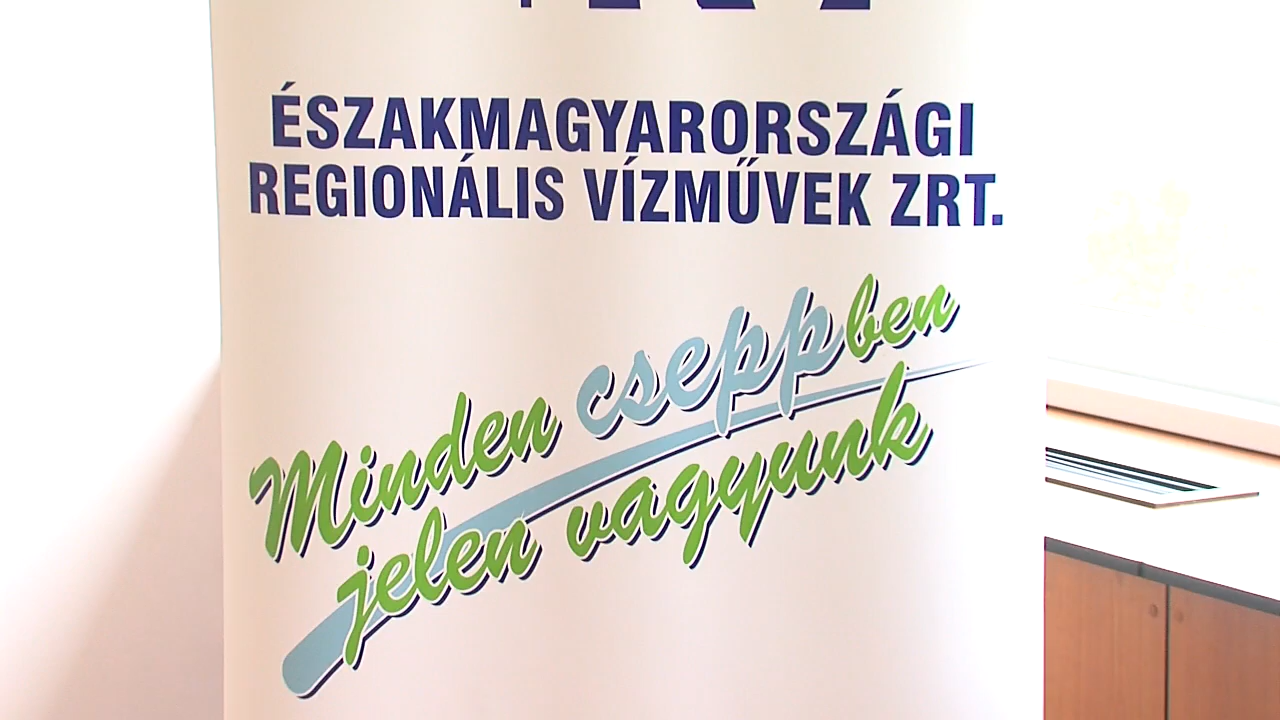 ÉSZAKMAGYARORSZÁGI
REGIONÁLIS VÍZMŰVEK ZRT.
Minden cseppben
jelen vagyunk